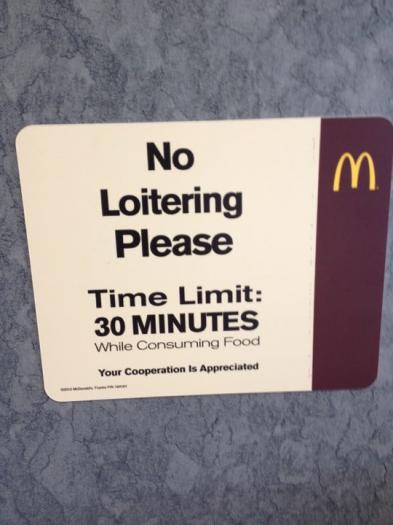 No
Loitering
Please
Time Limit:
30 MINUTES
While Consuming Food
Your Cooperation Is Appreciated
M